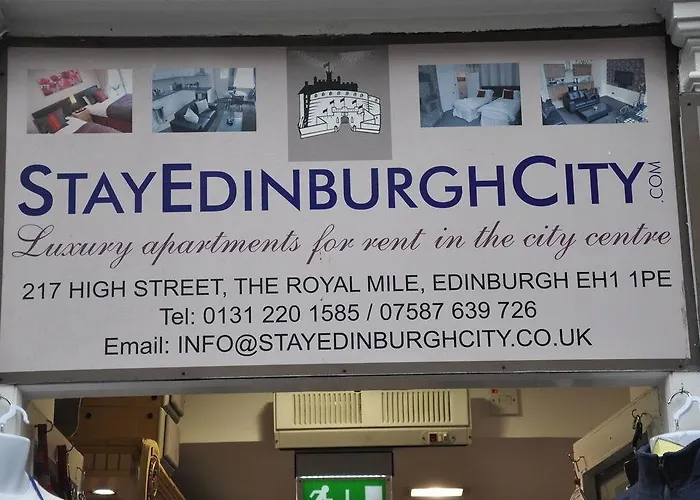 STAYEDINBURGHCITY.COM
Luxury apartments for rent in the city centre
217 HIGH STREET, THE ROYAL MILE, EDINBURGH EH1 1PE
Tel: 0131 220 1585 / 07587 639 726
Email: INFO@STAYEDINBURGHCITY.CO.UK